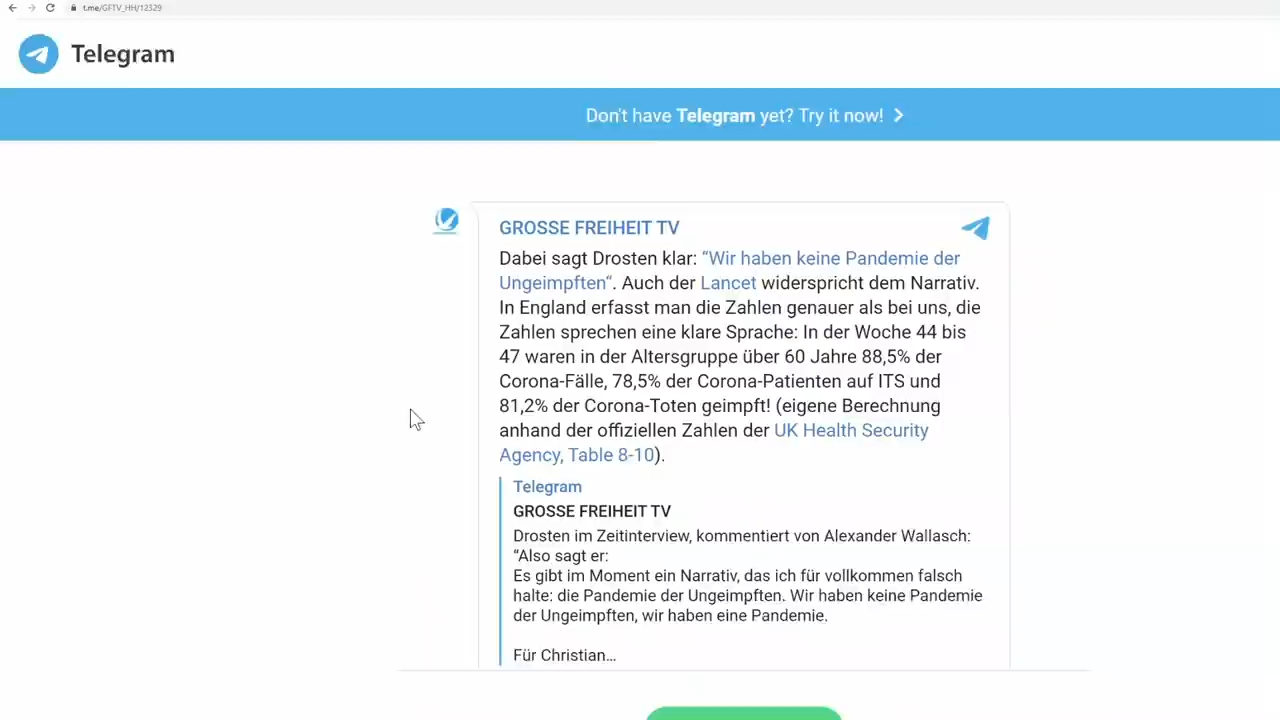 t.me/GFTV_HH/12329
Telegram
Don't have Telegram yet? Try it now!
GROSSE FREIHEIT TV
Dabei sagt Drosten klar: “Wir haben keine Pandemie der
Ungeimpften“. Auch der Lancet widerspricht dem Narrativ.
In England erfasst man die Zahlen genauer als bei uns, die
Zahlen sprechen eine klare Sprache: In der Woche 44 bis
47 waren in der Altersgruppe über 60 Jahre 88,5% der
Corona-Fälle, 78,5% der Corona-Patienten auf ITS und
81,2% der Corona-Toten geimpft! (eigene Berechnung
anhand der offiziellen Zahlen der UK Health Security
Agency, Table 8-10).
Telegram
GROSSE FREIHEIT TV
Drosten im Zeitinterview, kommentiert von Alexander Wallasch:
“Also sagt er:
Es gibt im Moment ein Narrativ, das ich für vollkommen falsch
halte: die Pandemie der Ungeimpften. Wir haben keine Pandemie
der Ungeimpften, wir haben eine Pandemie.
Für Christian…